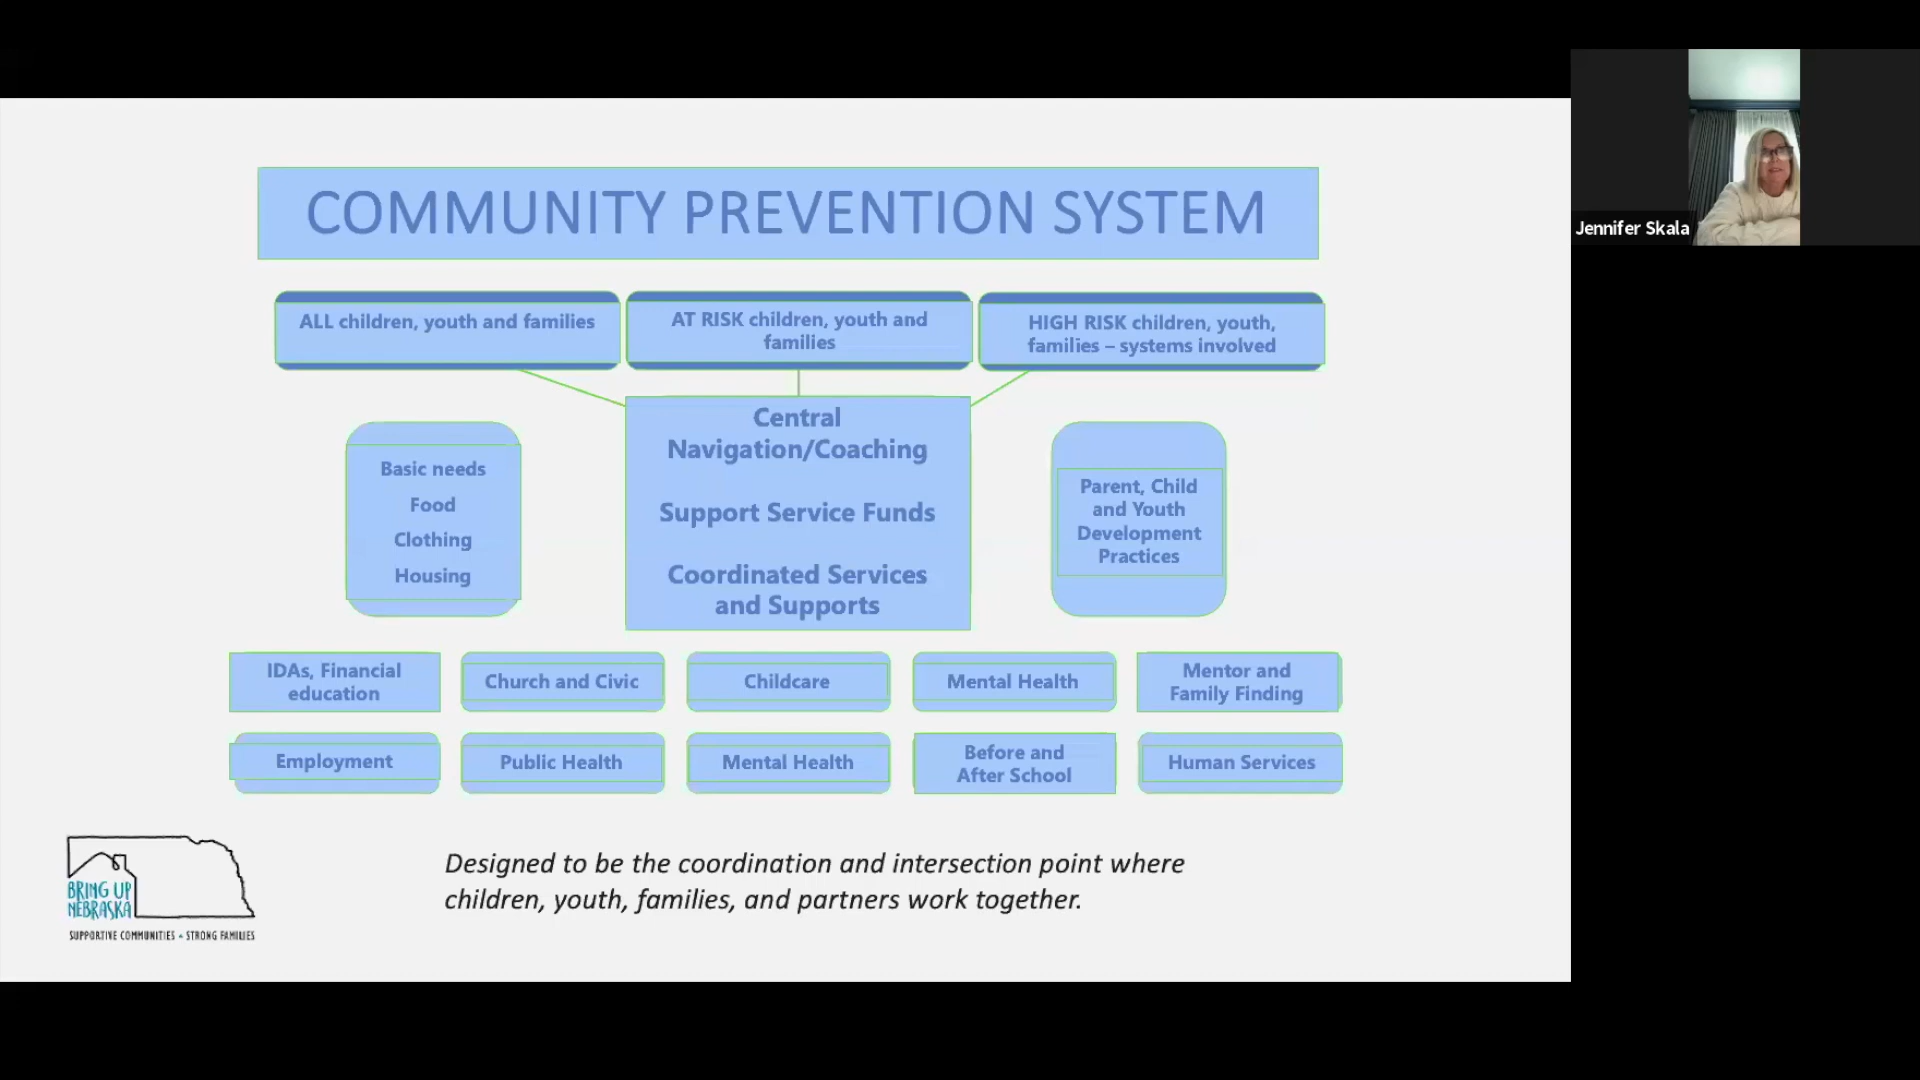 COMMUNITY PREVENTION SYSTEM
ALL children, youth and families
AT RISK children, youth and
families
HIGH RISK children, youth,
families – systems involved
Basic needs
Food
Clothing
Housing
Central
Navigation/Coaching
Support Service Funds
Coordinated Services
and Supports
Parent, Child
and Youth
Development
Practices
IDAs, Financial
education
Church and Civic
Childcare
Mental Health
Mentor and
Family Finding
Employment
Public Health
Mental Health
Before and
After School
Human Services
BRING UP
NEBRASKA
SUPPORTIVE COMMUNITIES - STRONG FAMILIES
Designed to be the coordination and intersection point where
children, youth, families, and partners work together.
Jennifer Skala